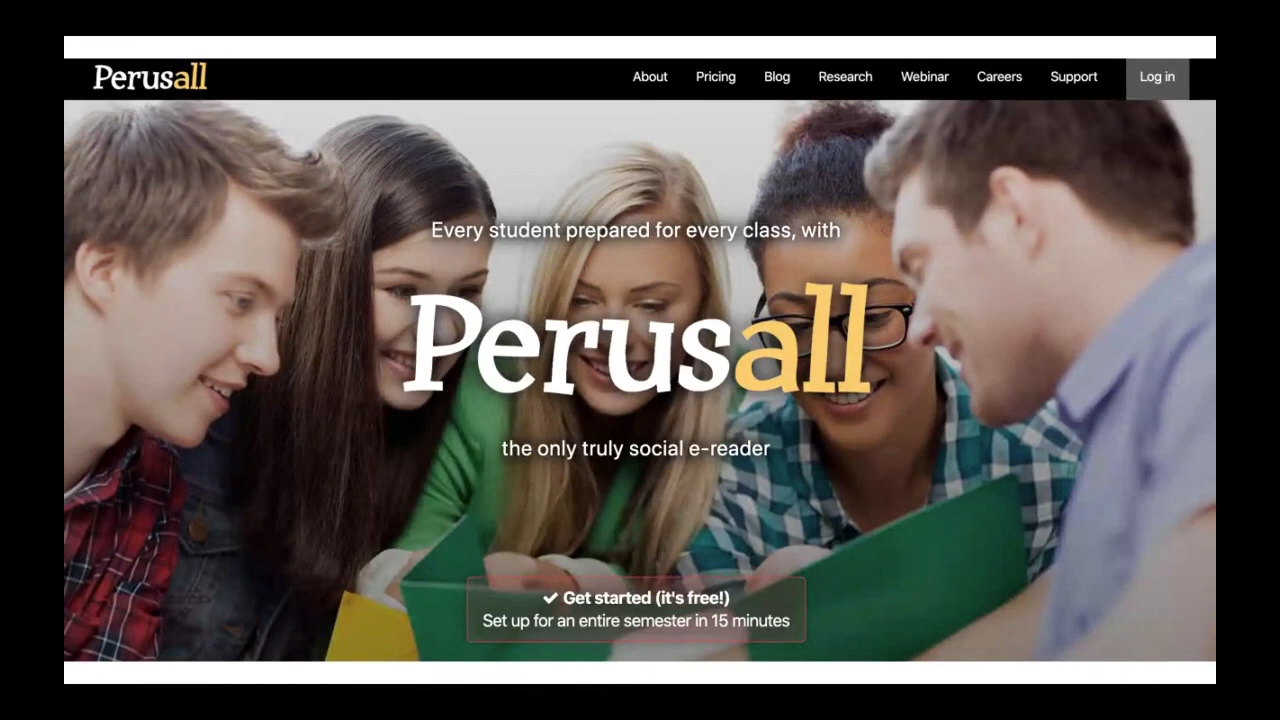 Perusall
About Pricing Blog Research Webinar Careers Support Log in
Every student prepared for every class, with
Perusall
the only truly social e-reader
✔ Get started (it's free!)
Set up for an entire semester in 15 minutes